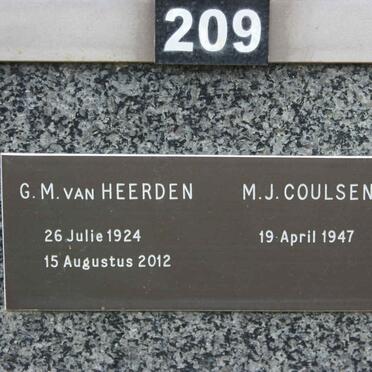 209
G. M. VAN HEERDEN
26 Julie 1924
15 Augustus 2012
M. J. COULSEN
19 April 1947